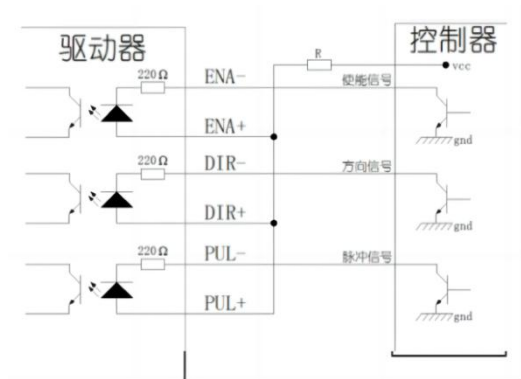 驱动器
控制器
R
vcc
220Ω
ENA-
使能信号
ENA+
gnd
220Ω
DIR-
方向信号
DIR+
gnd
220Ω
PUL-
脉冲信号
PUL+
gnd